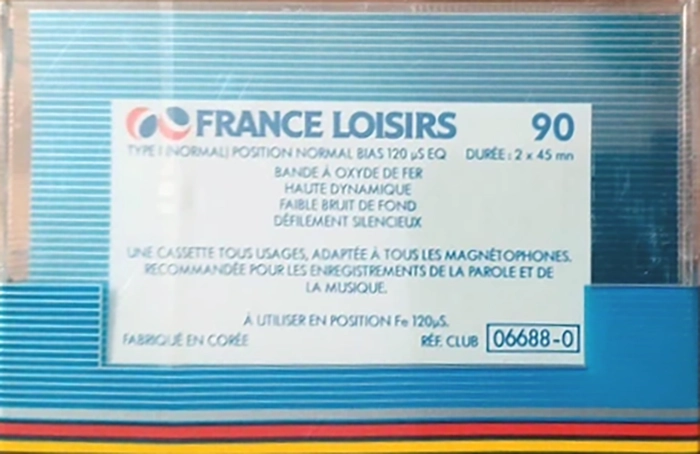 FRANCE LOISIRS 90
TYPE I (NORMAL) POSITION NORMAL BIAS 120 µS EQ DURÉE : 2 x 45 mn
BANDE À OXYDE DE FER
HAUTE DYNAMIQUE
FAIBLE BRUIT DE FOND
DÉFILEMENT SILENCIEUX
UNE CASSETTE TOUS USAGES, ADAPTÉE À TOUS LES MAGNÉTOPHONES.
RECOMMANDÉE POUR LES ENREGISTREMENTS DE LA PAROLE ET DE
LA MUSIQUE.
À UTILISER EN POSITION Fe 120µS.
FABRIQUÉ EN CORÉE RÉF. CLUB 06688-0